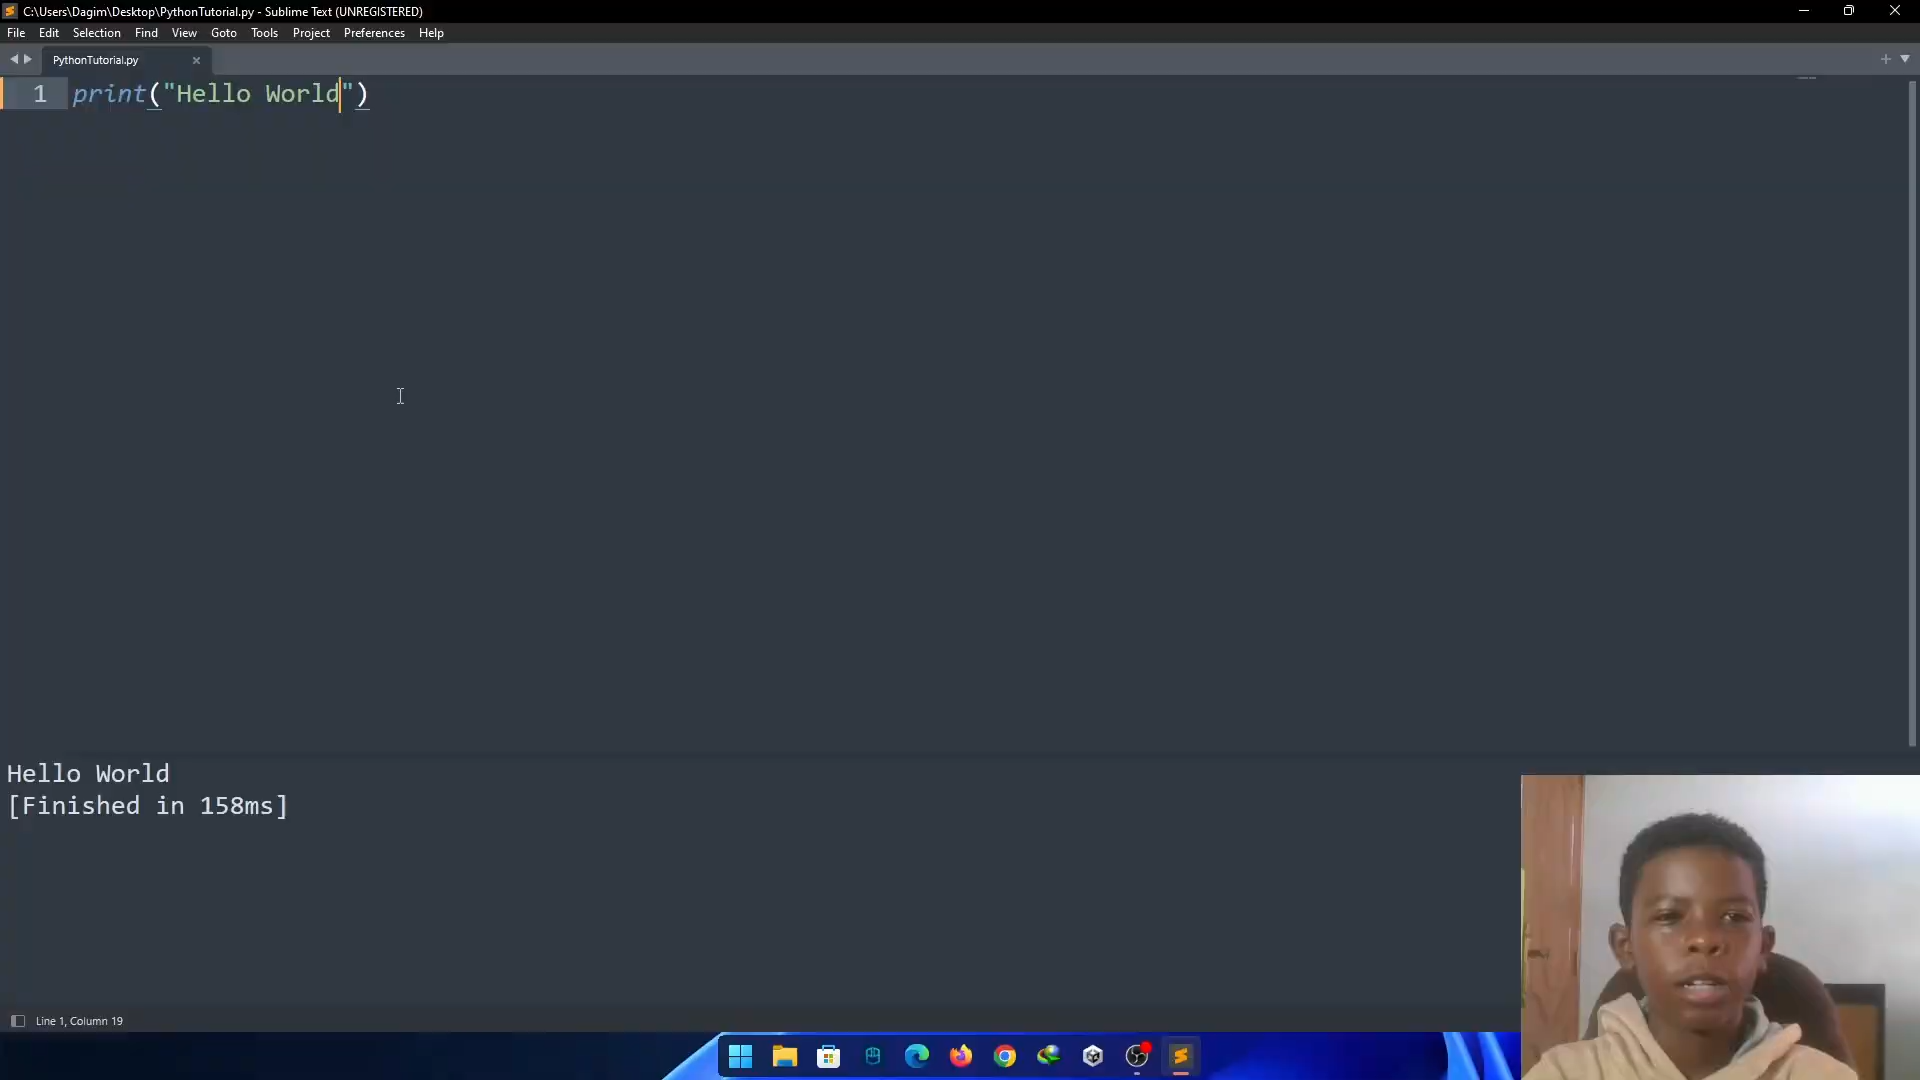 C:\Users\Dagim\Desktop\PythonTutorial.py - Sublime Text (UNREGISTERED)
File Edit Selection Find View Goto Tools Project Preferences Help
PythonTutorial.py
1 print("Hello World")
Hello World
[Finished in 158ms]
Line 1, Column 19